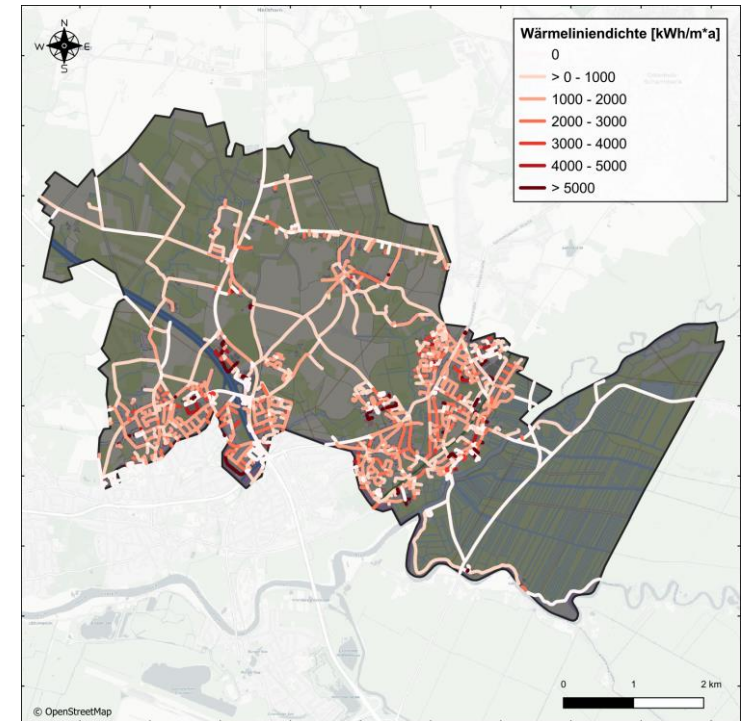 N
W E
S
Wärmeliniendichte [kWh/m*a]
0
> 0 - 1000
1000 - 2000
2000 - 3000
3000 - 4000
4000 - 5000
> 5000
0 1 2 km
© OpenStreetMap